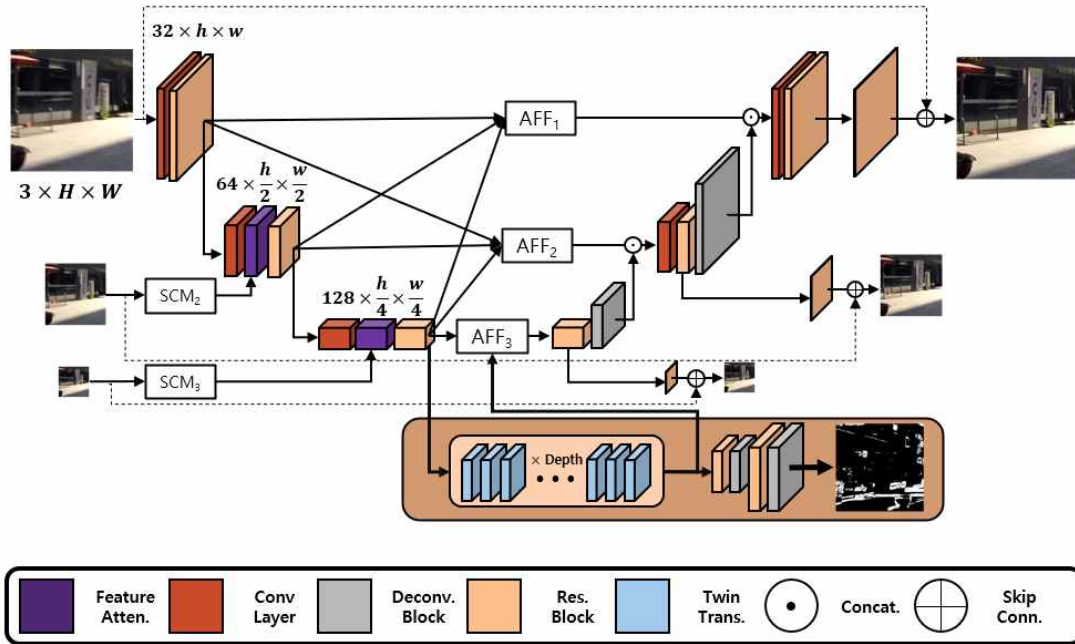 32 × h × w
3 × H × W
64 × h/2 × w/2
128 × h/4 × w/4
AFF₁
AFF₂
AFF₃
SCM₂
SCM₃
× Depth
Feature Atten.
Conv Layer
Deconv. Block
Res. Block
Twin Trans.
Concat.
Skip Conn.